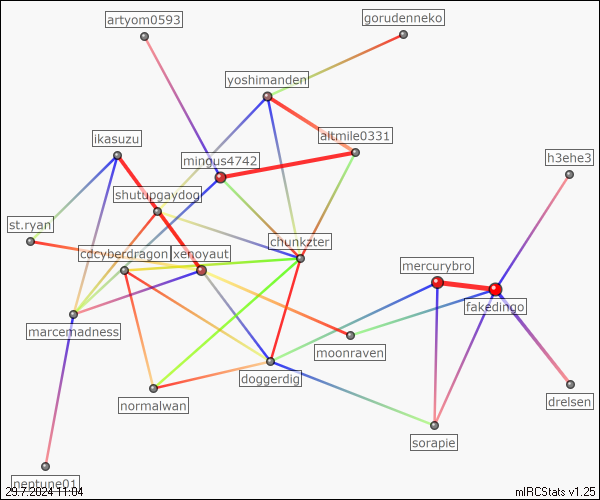 artyom0593
gorudenneko
yoshimanden
altmile0331
ikasuzu
mingus4742
h3ehe3
shutupgaydog
st.ryan
chunkzter
cdcyberdragon
xenoyaut
mercurybro
fakedingo
marcemadness
moonraven
doggerdig
normalwan
drelsen
sorapie
neptune01
29.7.2024 11:04
mIRCStats v1.25